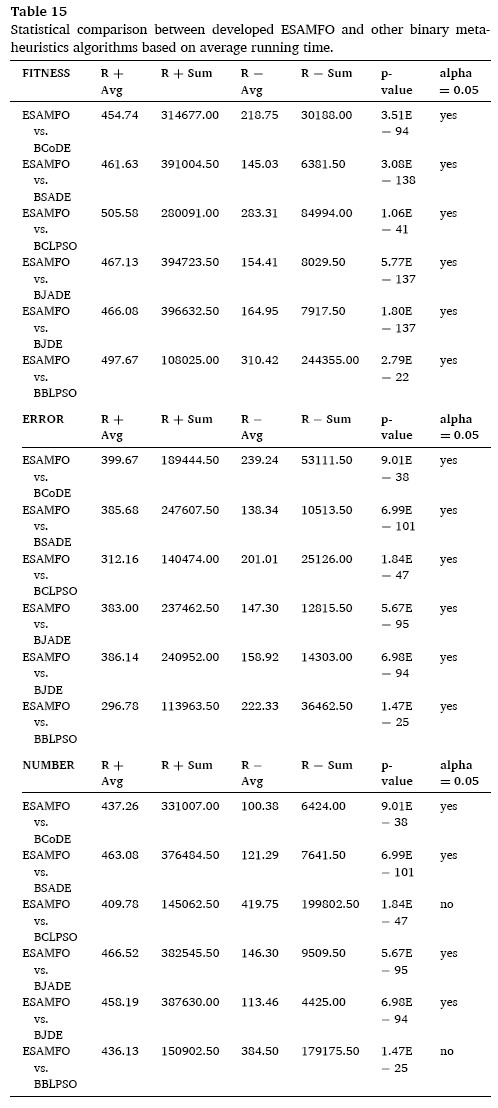 Table 15
Statistical comparison between developed ESAMFO and other binary meta-
heuristics algorithms based on average running time.
FITNESS R + R + Sum R − R − Sum p- alpha
Avg Avg value = 0.05
ESAMFO 454.74 314677.00 218.75 30188.00 3.51E yes
vs. − 94
BCoDE
ESAMFO 461.63 391004.50 145.03 6381.50 3.08E yes
vs. − 138
BSADE
ESAMFO 505.58 280091.00 283.31 84994.00 1.06E yes
vs. − 41
BCLPSO
ESAMFO 467.13 394723.50 154.41 8029.50 5.77E yes
vs. − 137
BJADE
ESAMFO 466.08 396632.50 164.95 7917.50 1.80E yes
vs. − 137
BJDE
ESAMFO 497.67 108025.00 310.42 244355.00 2.79E yes
vs. − 22
BBLPSO
ERROR R + R + Sum R − R − Sum p- alpha
Avg Avg value = 0.05
ESAMFO 399.67 189444.50 239.24 53111.50 9.01E yes
vs. − 38
BCoDE
ESAMFO 385.68 247607.50 138.34 10513.50 6.99E yes
vs. − 101
BSADE
ESAMFO 312.16 140474.00 201.01 25126.00 1.84E yes
vs. − 47
BCLPSO
ESAMFO 383.00 237462.50 147.30 12815.50 5.67E yes
vs. − 95
BJADE
ESAMFO 386.14 240952.00 158.92 14303.00 6.98E yes
vs. − 94
BJDE
ESAMFO 296.78 113963.50 222.33 36462.50 1.47E yes
vs. − 25
BBLPSO
NUMBER R + R + Sum R − R − Sum p- alpha
Avg Avg value = 0.05
ESAMFO 437.26 331007.00 100.38 6424.00 9.01E yes
vs. − 38
BCoDE
ESAMFO 463.08 376484.50 121.29 7641.50 6.99E yes
vs. − 101
BSADE
ESAMFO 409.78 145062.50 419.75 199802.50 1.84E no
vs. − 47
BCLPSO
ESAMFO 466.52 382545.50 146.30 9509.50 5.67E yes
vs. − 95
BJADE
ESAMFO 458.19 387630.00 113.46 4425.00 6.98E yes
vs. − 94
BJDE
ESAMFO 436.13 150902.50 384.50 179175.50 1.47E no
vs. − 25
BBLPSO